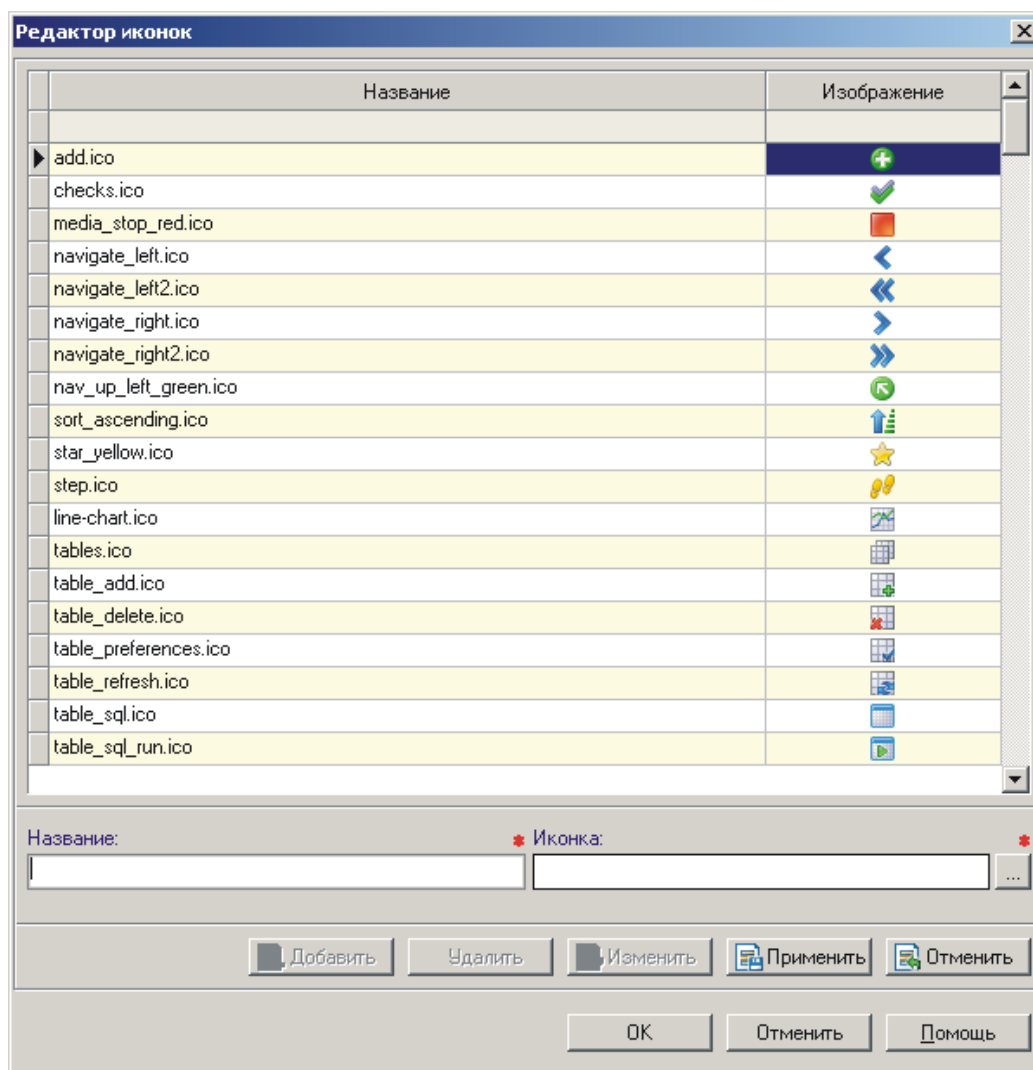 Редактор иконок
Название Изображение
add.ico
checks.ico
media_stop_red.ico
navigate_left.ico
navigate_left2.ico
navigate_right.ico
navigate_right2.ico
nav_up_left_green.ico
sort_ascending.ico
star_yellow.ico
step.ico
line-chart.ico
tables.ico
table_add.ico
table_delete.ico
table_preferences.ico
table_refresh.ico
table_sql.ico
table_sql_run.ico
Название: * Иконка: *
...
Добавить Удалить Изменить Применить Отменить
OK Отменить Помощь